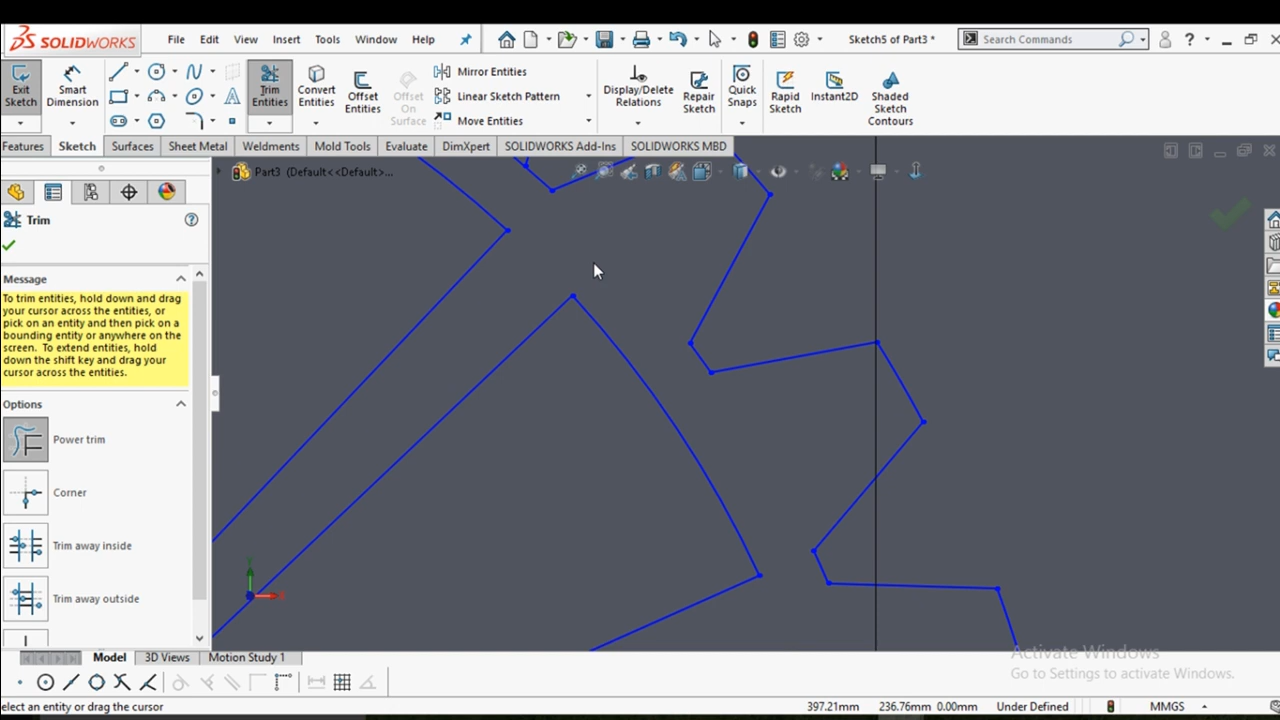 SOLIDWORKS File Edit View Insert Tools Window Help Sketch5 of Part3 * Search Commands ?
Exit Sketch
Smart Dimension
Trim Entities
Convert Entities
Offset Entities
Offset On Surface
Mirror Entities
Linear Sketch Pattern
Move Entities
Display/Delete Relations
Repair Sketch
Quick Snaps
Rapid Sketch
Instant2D
Shaded Sketch Contours
Features Sketch Surfaces Sheet Metal Weldments Mold Tools Evaluate DimXpert SOLIDWORKS Add-Ins SOLIDWORKS MBD
Part3 (Default<<Default>...
Trim
Message
To trim entities, hold down and drag
your cursor across the entities, or
pick on an entity and then pick on a
bounding entity or anywhere on the
screen. To extend entities, hold
down the shift key and drag your
cursor across the entities.
Options
Power trim
Corner
Trim away inside
Trim away outside
Activate Windows
Go to Settings to activate Windows.
Model 3D Views Motion Study 1
elect an entity or drag the cursor 397.21mm 236.76mm 0.00mm Under Defined MMGS